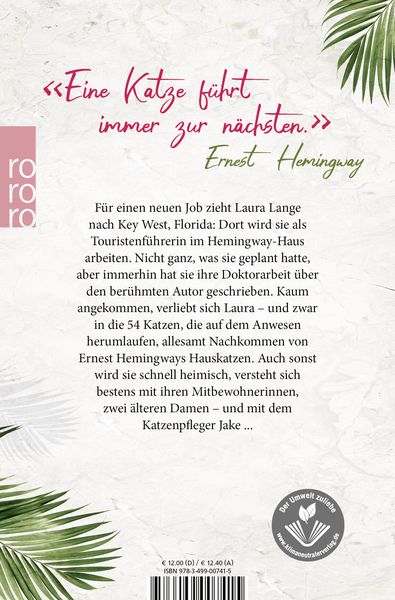 «Eine Katze führt
immer zur nächsten.»
Ernest Hemingway
ro
ro
ro
Für einen neuen Job zieht Laura Lange
nach Key West, Florida: Dort wird sie als
Touristenführerin im Hemingway-Haus
arbeiten. Nicht ganz, was sie geplant hatte,
aber immerhin hat sie ihre Doktorarbeit über
den berühmten Autor geschrieben. Kaum
angekommen, verliebt sich Laura – und zwar
in die 54 Katzen, die auf dem Anwesen
herumlaufen, allesamt Nachkommen von
Ernest Hemingways Hauskatzen. Auch sonst
wird sie schnell heimisch, versteht sich
bestens mit ihren Mitbewohnerinnen,
zwei älteren Damen – und mit dem
Katzenpfleger Jake ...
Der Umwelt zuliebe
www.klimaneutralerverlag.de
€ 12.00 (D) / € 12.40 (A)
ISBN 978-3-499-00741-5